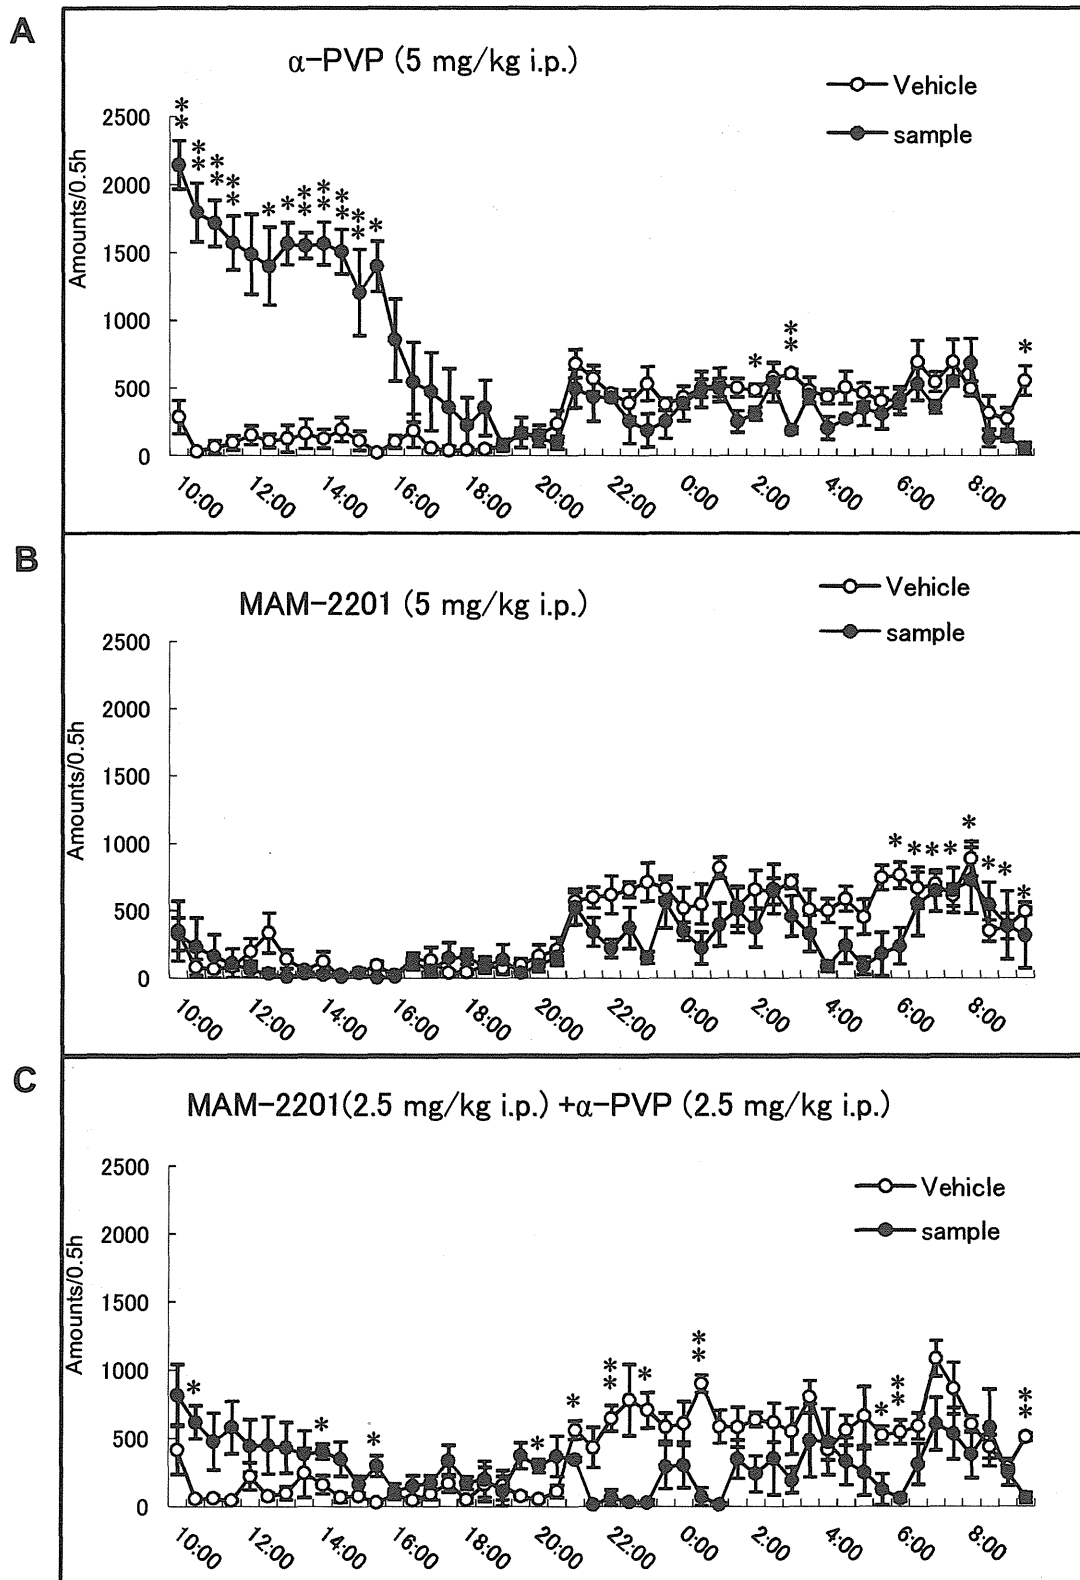 A
α-PVP (5 mg/kg i.p.)
Vehicle
sample
Amounts/0.5h
2500
2000
1500
1000
500
0
** ** ** ** * * ** ** ** ** * * ** *
10:00 12:00 14:00 16:00 18:00 20:00 22:00 0:00 2:00 4:00 6:00 8:00
B
MAM-2201 (5 mg/kg i.p.)
Vehicle
sample
Amounts/0.5h
2500
2000
1500
1000
500
0
* * * * * * * *
10:00 12:00 14:00 16:00 18:00 20:00 22:00 0:00 2:00 4:00 6:00 8:00
C
MAM-2201(2.5 mg/kg i.p.) +α-PVP (2.5 mg/kg i.p.)
Vehicle
sample
Amounts/0.5h
2500
2000
1500
1000
500
0
* * * * * ** * ** * ** **
10:00 12:00 14:00 16:00 18:00 20:00 22:00 0:00 2:00 4:00 6:00 8:00